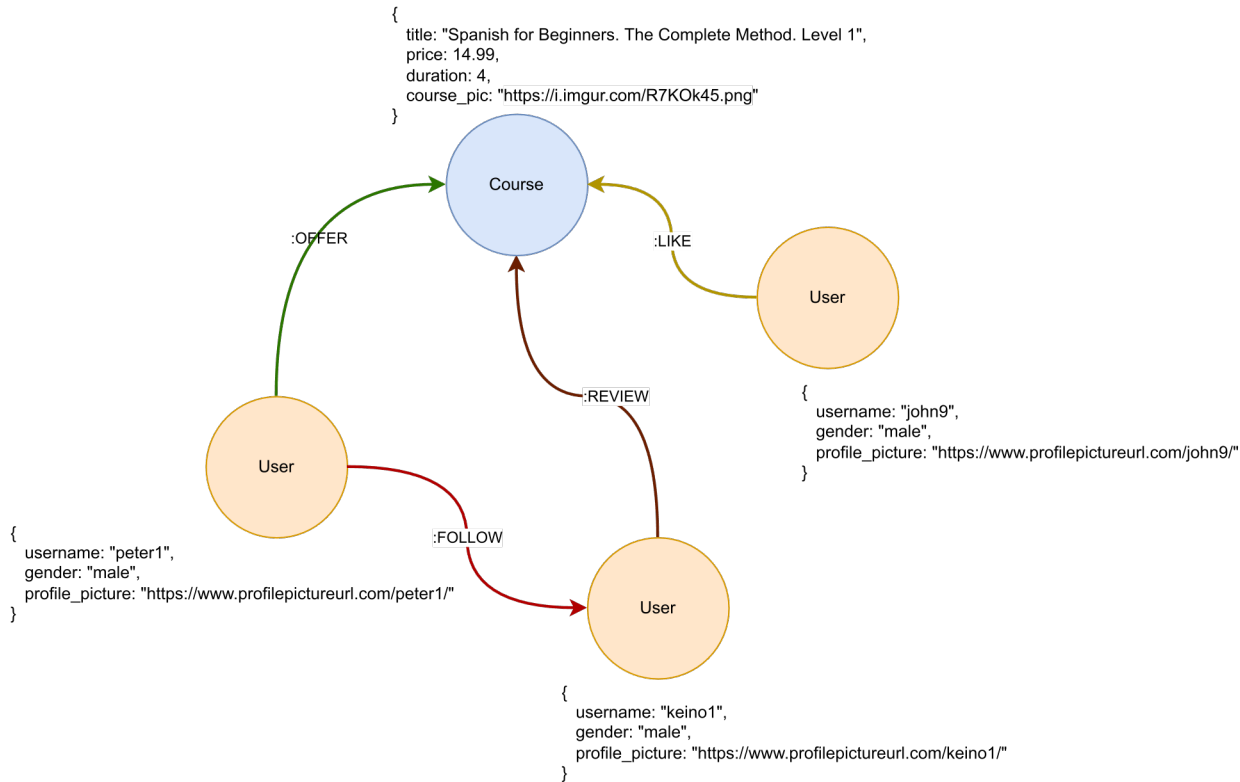 {
title: "Spanish for Beginners. The Complete Method. Level 1",
price: 14.99,
duration: 4,
course_pic: "https://i.imgur.com/R7KOk45.png"
}
Course
:OFFER
:LIKE
User
{
username: "john9",
gender: "male",
profile_picture: "https://www.profilepictureurl.com/john9/"
}
:REVIEW
User
{
username: "peter1",
gender: "male",
profile_picture: "https://www.profilepictureurl.com/peter1/"
}
:FOLLOW
User
{
username: "keino1",
gender: "male",
profile_picture: "https://www.profilepictureurl.com/keino1/"
}